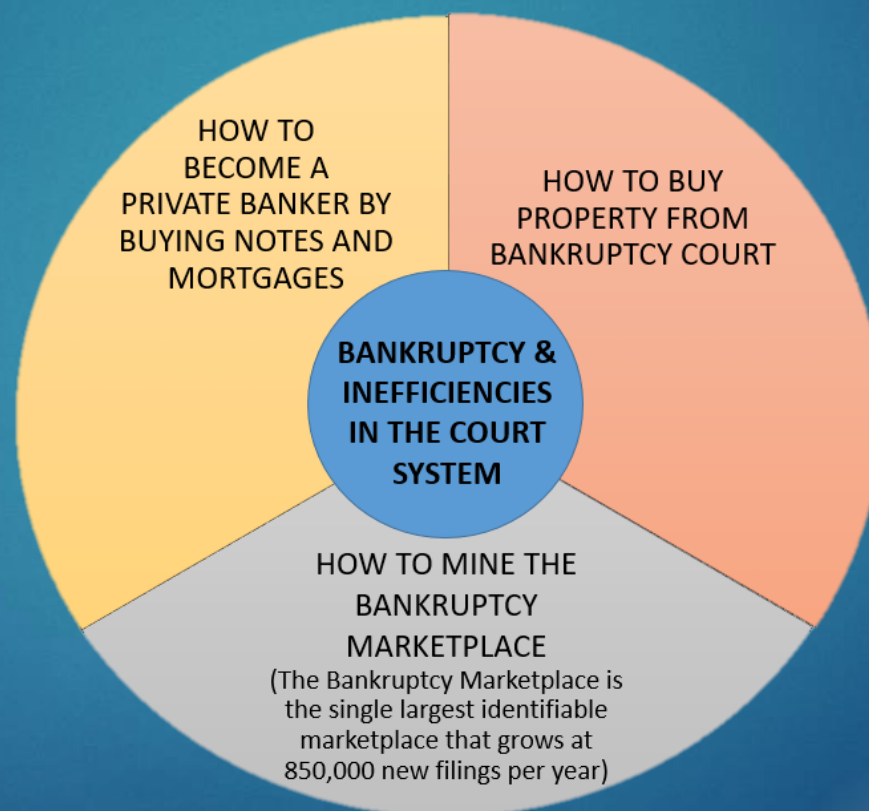 HOW TO
BECOME A
PRIVATE BANKER BY
BUYING NOTES AND
MORTGAGES
HOW TO BUY
PROPERTY FROM
BANKRUPTCY COURT
BANKRUPTCY &
INEFFICIENCIES
IN THE COURT
SYSTEM
HOW TO MINE THE
BANKRUPTCY
MARKETPLACE
(The Bankruptcy Marketplace is
the single largest identifiable
marketplace that grows at
850,000 new filings per year)